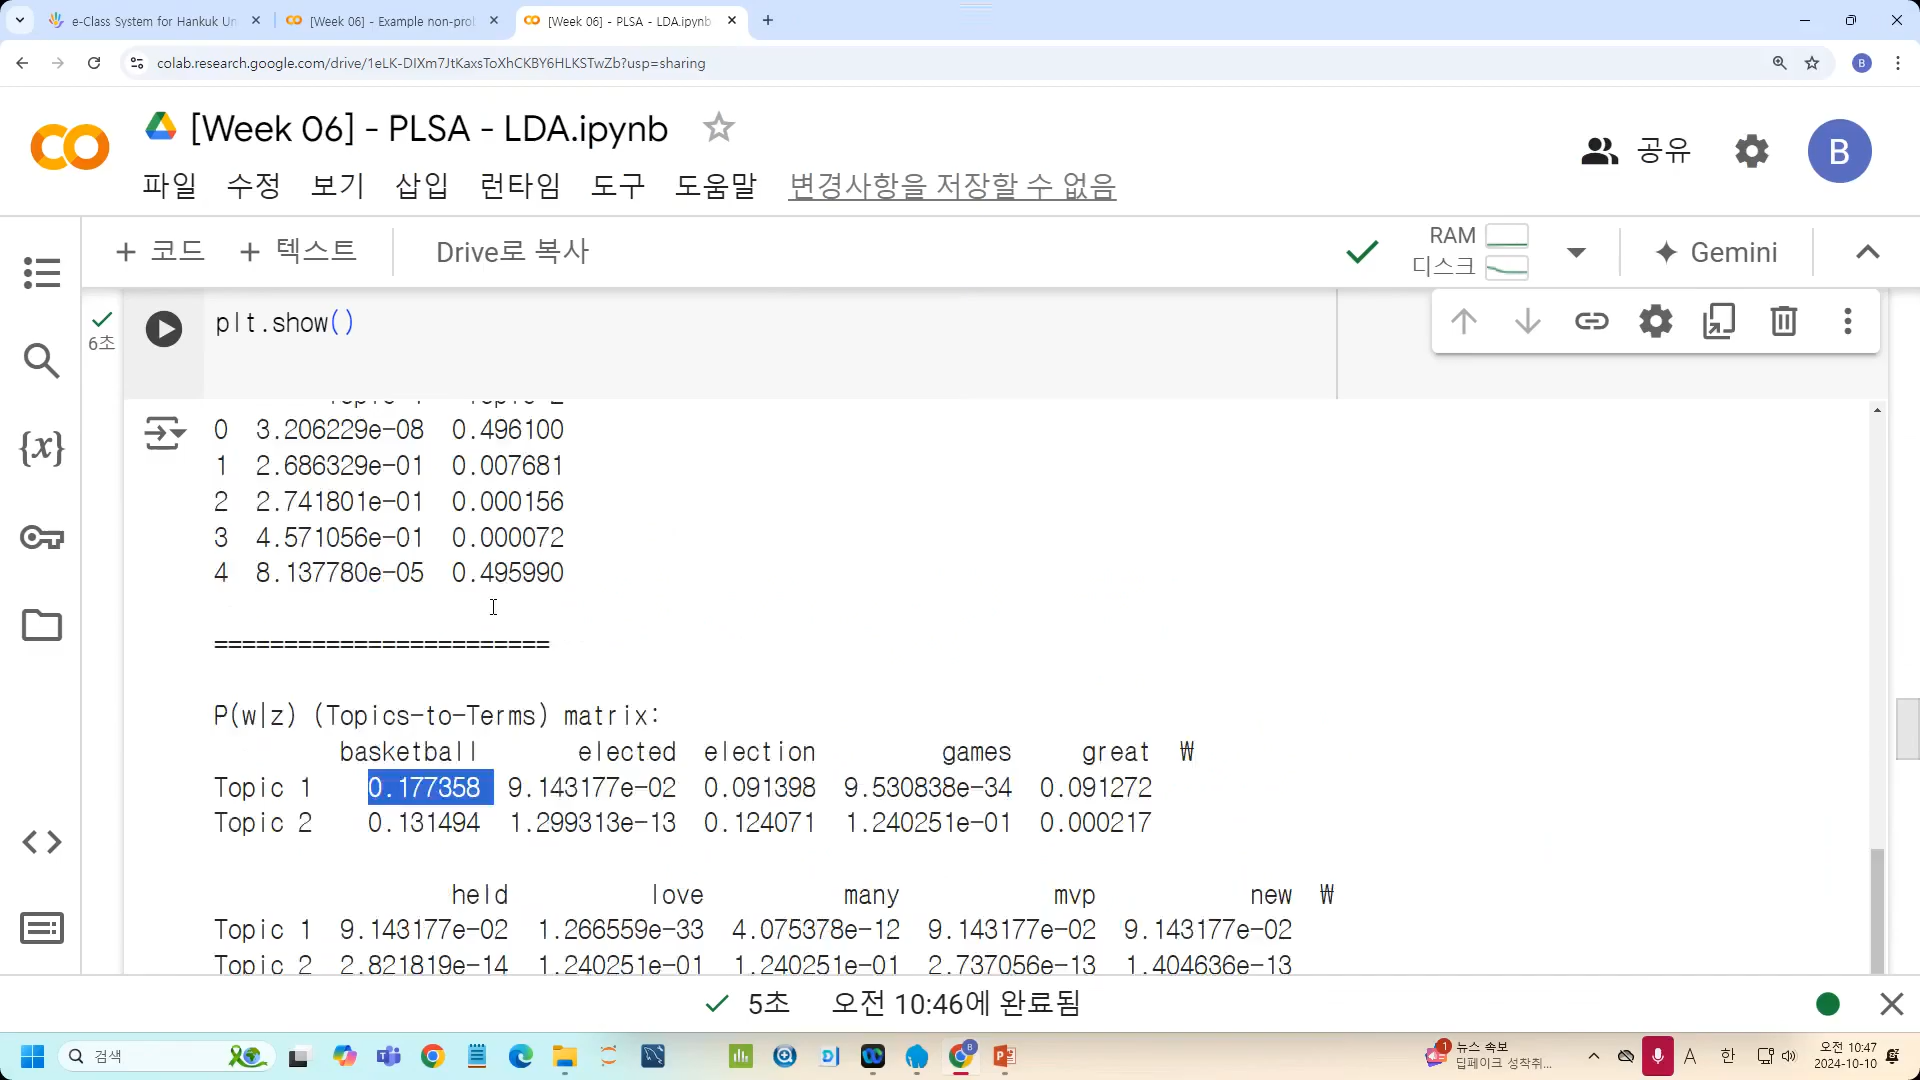 e-Class System for Hankuk Un
[Week 06] - Example non-prol
[Week 06] - PLSA - LDA.ipynb
colab.research.google.com/drive/1eLK-DIXm7JtKaxsToXhCKBY6HLKSTwZb?usp=sharing
B
[Week 06] - PLSA - LDA.ipynb
공유
B
파일 수정 보기 삽입 런타임 도구 도움말 변경사항을 저장할 수 없음
+ 코드 + 텍스트 Drive로 복사
RAM
디스크
Gemini
6초
plt.show()
0 3.206229e-08 0.496100
1 2.686329e-01 0.007681
2 2.741801e-01 0.000156
3 4.571056e-01 0.000072
4 8.137780e-05 0.495990
========================
P(w|z) (Topics-to-Terms) matrix:
basketball elected election games great ₩
Topic 1 0.177358 9.143177e-02 0.091398 9.530838e-34 0.091272
Topic 2 0.131494 1.299313e-13 0.124071 1.240251e-01 0.000217
held love many mvp new ₩
Topic 1 9.143177e-02 1.266559e-33 4.075378e-12 9.143177e-02 9.143177e-02
Topic 2 2.821819e-14 1.240251e-01 1.240251e-01 2.737056e-13 1.404636e-13
5초 오전 10:46에 완료됨
검색
뉴스 속보
딥페이크 성착취...
A 한
오전 10:47
2024-10-10